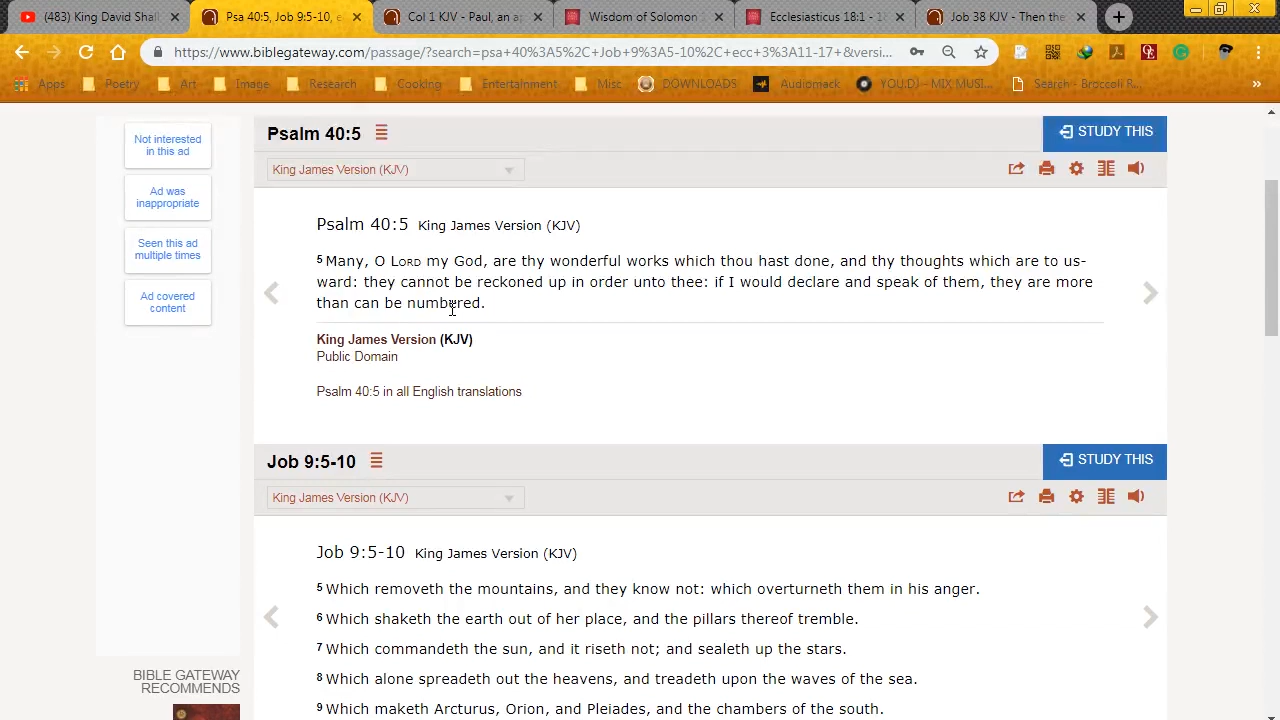 (483) King David Shall
Psa 40:5, Job 9:5-10, e
Col 1 KJV - Paul, an ap
Wisdom of Solomon
Ecclesiasticus 18:1 - 1
Job 38 KJV - Then the
https://www.biblegateway.com/passage/?search=psa+40%3A5%2C+Job+9%3A5-10%2C+ecc+3%3A11-17+&versi...
Apps
Poetry
Art
Image
Research
Cooking
Entertainment
Misc
DOWNLOADS
Audiomack
YOU.DJ – MIX MUSI...
Search - Broccoli R...
»
Not interested
in this ad
Ad was
inappropriate
Seen this ad
multiple times
Ad covered
content
BIBLE GATEWAY
RECOMMENDS
Psalm 40:5
STUDY THIS
King James Version (KJV)
Psalm 40:5 King James Version (KJV)
5 Many, O LORD my God, are thy wonderful works which thou hast done, and thy thoughts which are to us-
ward: they cannot be reckoned up in order unto thee: if I would declare and speak of them, they are more
than can be numbered.
King James Version (KJV)
Public Domain
Psalm 40:5 in all English translations
Job 9:5-10
STUDY THIS
King James Version (KJV)
Job 9:5-10 King James Version (KJV)
5 Which removeth the mountains, and they know not: which overturneth them in his anger.
6 Which shaketh the earth out of her place, and the pillars thereof tremble.
7 Which commandeth the sun, and it riseth not; and sealeth up the stars.
8 Which alone spreadeth out the heavens, and treadeth upon the waves of the sea.
9 Which maketh Arcturus, Orion, and Pleiades, and the chambers of the south.